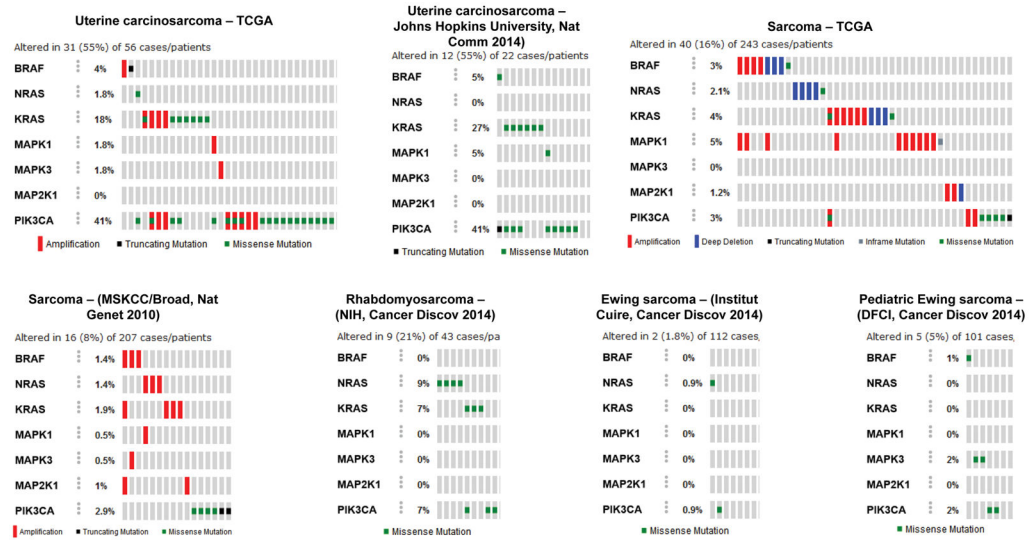 Uterine carcinosarcoma – TCGA
Altered in 31 (55%) of 56 cases/patients
BRAF 4%
NRAS 1.8%
KRAS 18%
MAPK1 1.8%
MAPK3 1.8%
MAP2K1 0%
PIK3CA 41%
Amplification Truncating Mutation Missense Mutation
Uterine carcinosarcoma –
Johns Hopkins University, Nat
Comm 2014)
Altered in 12 (55%) of 22 cases/patients
BRAF 5%
NRAS 0%
KRAS 27%
MAPK1 5%
MAPK3 0%
MAP2K1 0%
PIK3CA 41%
Truncating Mutation Missense Mutation
Sarcoma – TCGA
Altered in 40 (16%) of 243 cases/patients
BRAF 3%
NRAS 2.1%
KRAS 4%
MAPK1 5%
MAPK3 0%
MAP2K1 1.2%
PIK3CA 3%
Amplification Deep Deletion Truncating Mutation Inframe Mutation Missense Mutation
Sarcoma – (MSKCC/Broad, Nat
Genet 2010)
Altered in 16 (8%) of 207 cases/patients
BRAF 1.4%
NRAS 1.4%
KRAS 1.9%
MAPK1 0.5%
MAPK3 0.5%
MAP2K1 1%
PIK3CA 2.9%
Amplification Truncating Mutation Missense Mutation
Rhabdomyosarcoma –
(NIH, Cancer Discov 2014)
Altered in 9 (21%) of 43 cases/pa
BRAF 0%
NRAS 9%
KRAS 7%
MAPK1 0%
MAPK3 0%
MAP2K1 0%
PIK3CA 7%
Missense Mutation
Ewing sarcoma – (Institut
Cuire, Cancer Discov 2014)
Altered in 2 (1.8%) of 112 cases
BRAF 0%
NRAS 0.9%
KRAS 0%
MAPK1 0%
MAPK3 0%
MAP2K1 0%
PIK3CA 0.9%
Missense Mutation
Pediatric Ewing sarcoma –
(DFCI, Cancer Discov 2014)
Altered in 5 (5%) of 101 cases
BRAF 1%
NRAS 0%
KRAS 0%
MAPK1 0%
MAPK3 2%
MAP2K1 0%
PIK3CA 2%
Missense Mutation